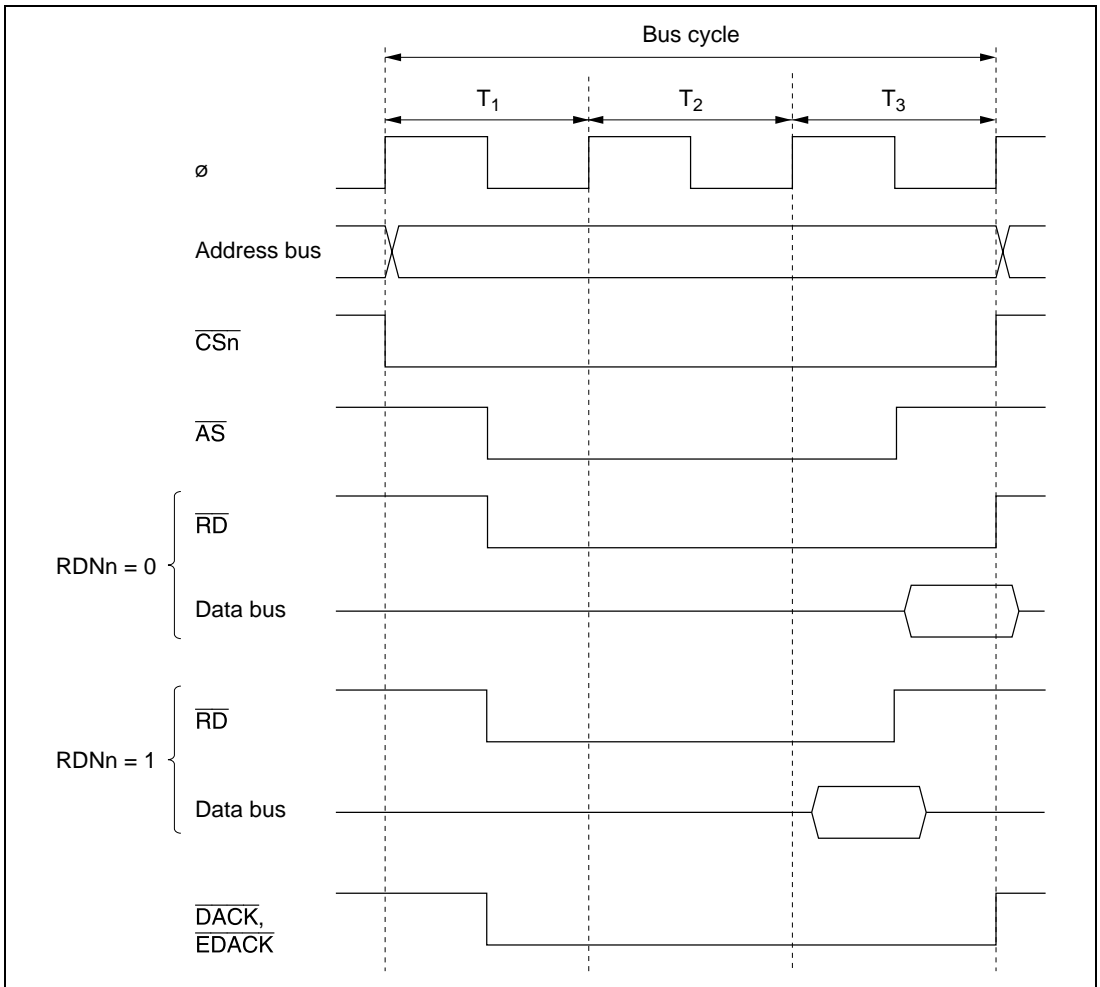 Bus cycle
T1 T2 T3
ø
Address bus
CSn
AS
RD
RDNn = 0
Data bus
RD
RDNn = 1
Data bus
DACK,
EDACK